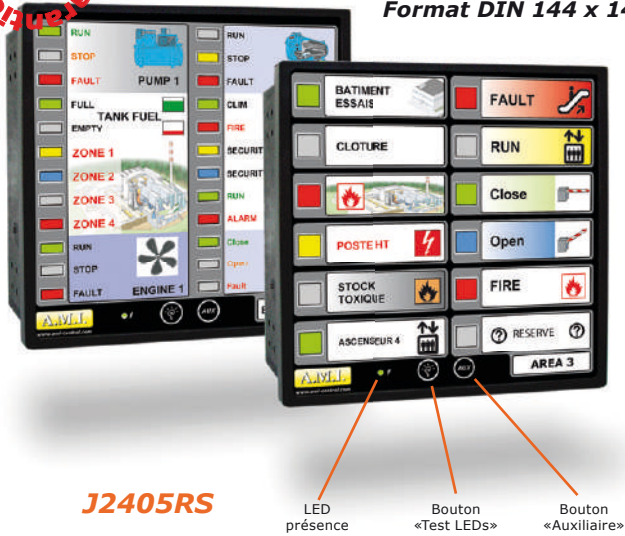 Format DIN 144 x 14
RUN
STOP
FAULT
PUMP 1
FULL
TANK FUEL
EMPTY
ZONE 1
ZONE 2
ZONE 3
ZONE 4
RUN
STOP
FAULT
ENGINE 1
RUN
STOP
FAULT
CLIM
FIRE
SECURIT
SECURIT
RUN
ALARM
Close
Open
Fault
A.M.I.
AUX
BATIMENT
ESSAIS
CLOTURE
POSTE HT
STOCK
TOXIQUE
ASCENSEUR 4
FAULT
RUN
Close
Open
FIRE
? RESERVE ?
AREA 3
A.M.I.
AUX
J2405RS
LED
présence
Bouton
«Test LEDs»
Bouton
«Auxiliaire»